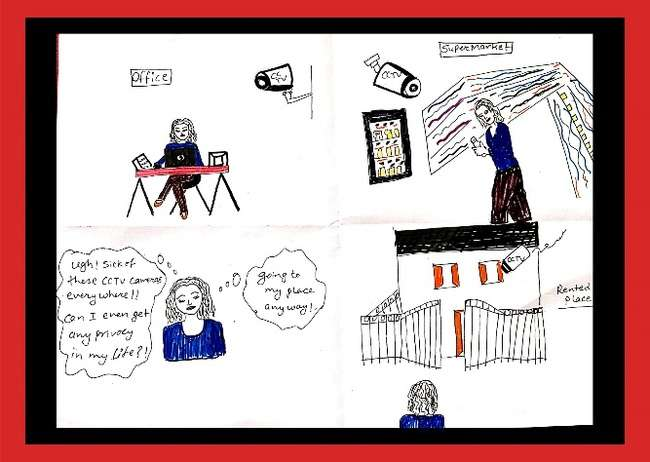 Office
CCTV
SuperMarket
CCTV
Ugh! Sick of
these CCTV cameras
everywhere!!
Can I even get
any privacy
in my life?!
Going to
my place
anyway!
CCTV
Rented
Place